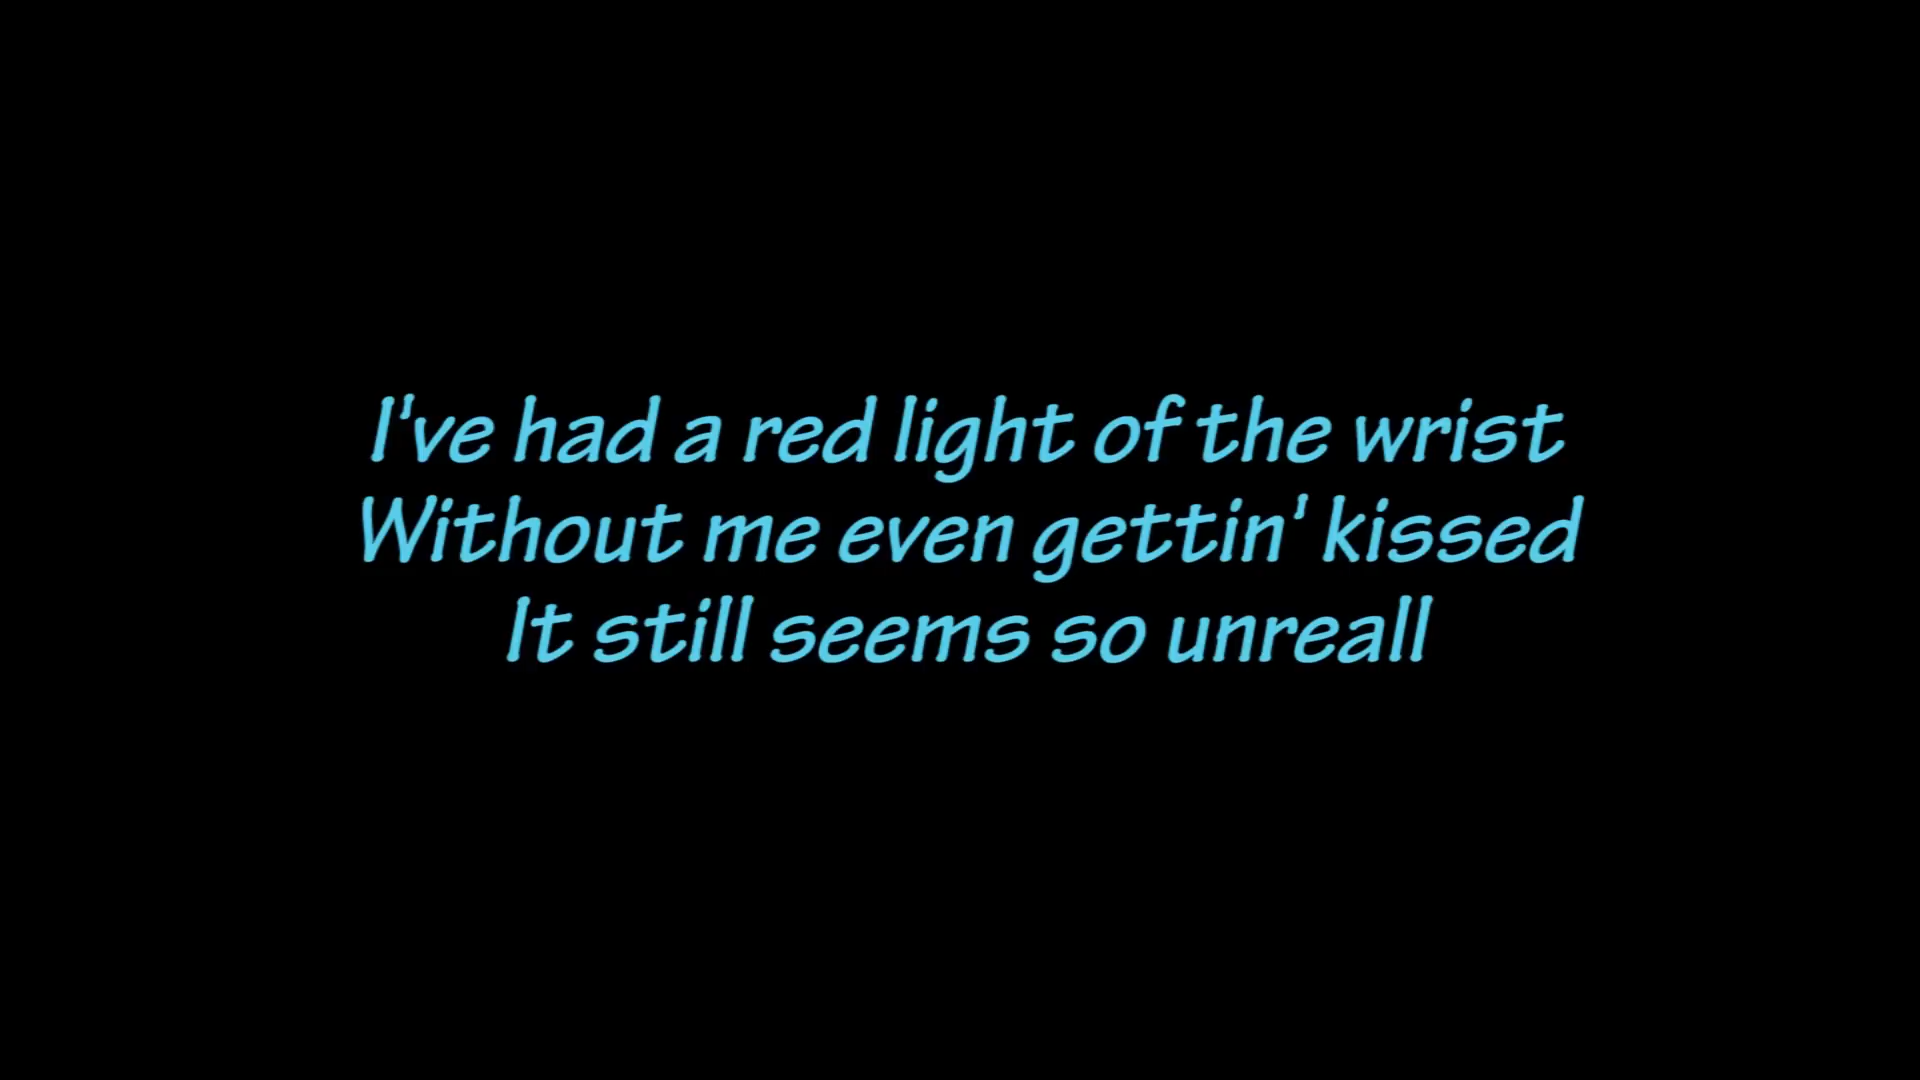 I've had a red light of the wrist
Without me even gettin' kissed
It still seems so unreall